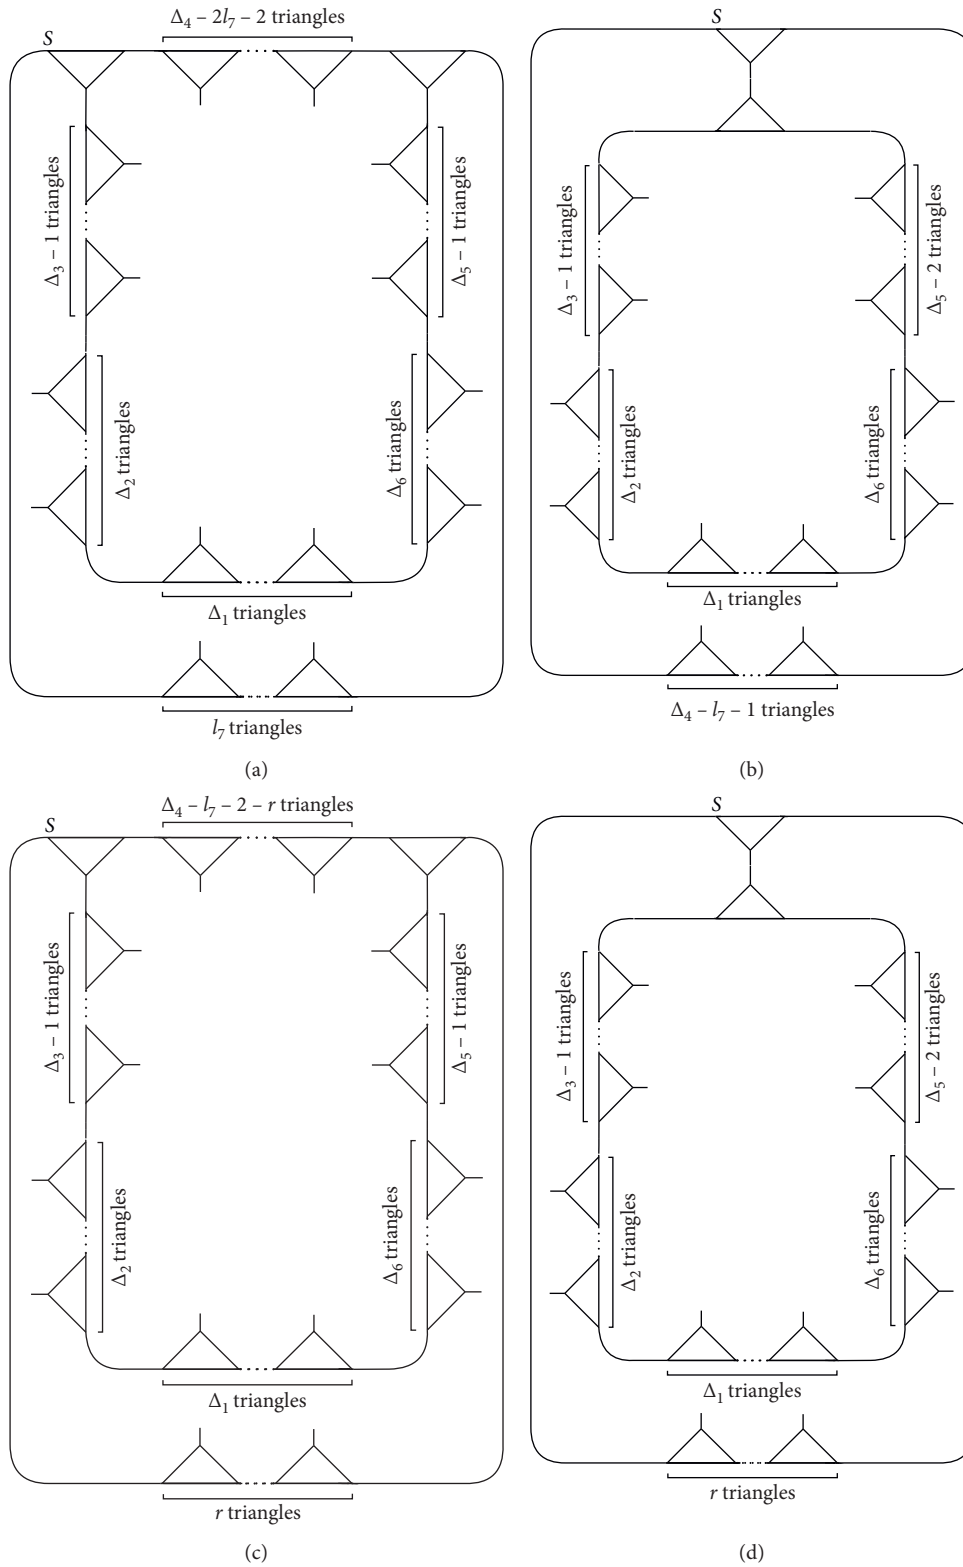 Δ₄ – 2l₇ – 2 triangles
S
Δ₃ – 1 triangles
Δ₅ – 1 triangles
Δ₂ triangles
Δ₆ triangles
Δ₁ triangles
l₇ triangles
(a)
S
Δ₃ – 1 triangles
Δ₅ – 2 triangles
Δ₂ triangles
Δ₆ triangles
Δ₁ triangles
Δ₄ – l₇ – 1 triangles
(b)
Δ₄ – l₇ – 2 – r triangles
S
Δ₃ – 1 triangles
Δ₅ – 1 triangles
Δ₂ triangles
Δ₆ triangles
Δ₁ triangles
r triangles
(c)
S
Δ₃ – 1 triangles
Δ₅ – 2 triangles
Δ₂ triangles
Δ₆ triangles
Δ₁ triangles
r triangles
(d)